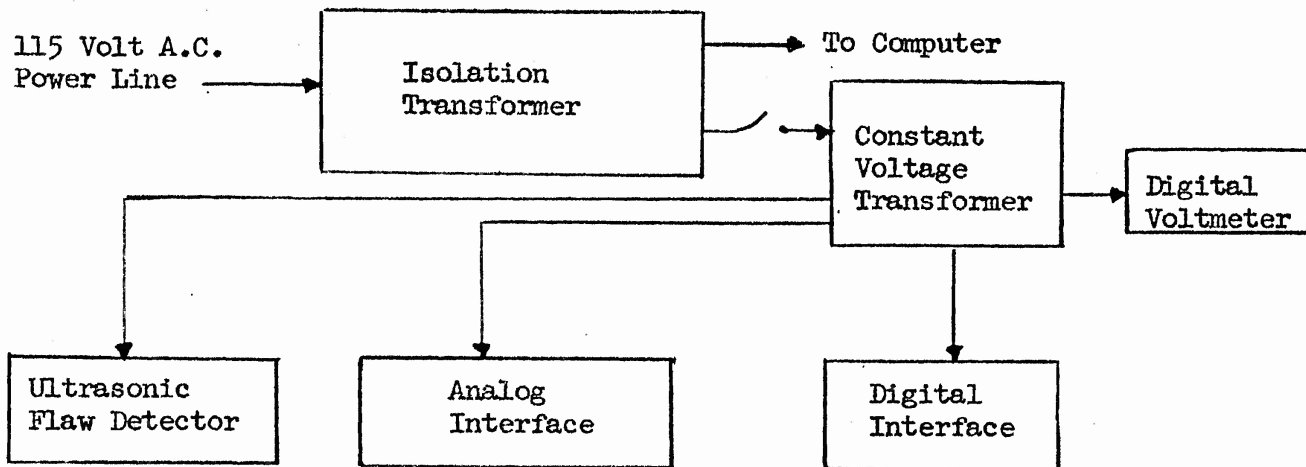 115 Volt A.C.
Power Line
Isolation
Transformer
To Computer
Constant
Voltage
Transformer
Digital
Voltmeter
Ultrasonic
Flaw Detector
Analog
Interface
Digital
Interface